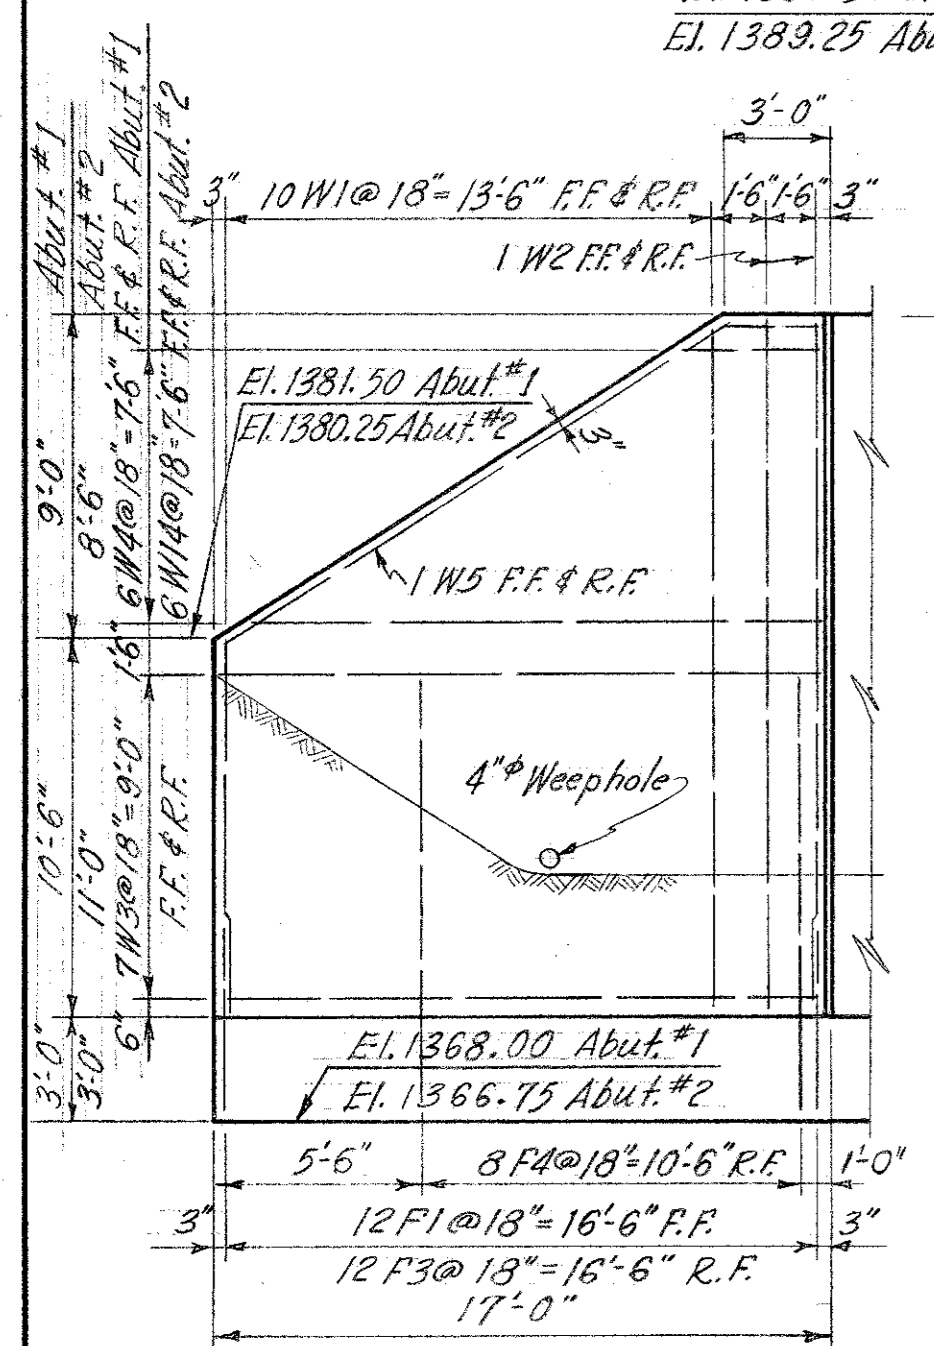 El. 1389.25
3'-0"
3" 10 W1@ 18"= 13'-6" F.F. & R.F. 1'-6" 1'-6" 3"
1 W2 F.F. & R.F.
Abut. #1
Abut. #2
6 W4@18"=7'-6" F.F. & R.F. Abut. #1
6 W14@18"=7'-6" F.F. & R.F. Abut. #2
El. 1381.50 Abut. #1
El. 1380.25 Abut. #2
3"
9'-0"
8'-6"
1 W5 F.F. & R.F.
1'-6"
10'-6"
11'-0"
7 W3@18"=9'-0"
F.F. & R.F.
4"ø Weephole
3'-0"
3'-0"
6"
El. 1368.00 Abut. #1
El. 1366.75 Abut. #2
5'-6" 8 F4@18"=10'-6" R.F. 1'-0"
3" 12 F1@18"=16'-6" F.F. 3"
12 F3@ 18"=16'-6" R.F.
17'-0"